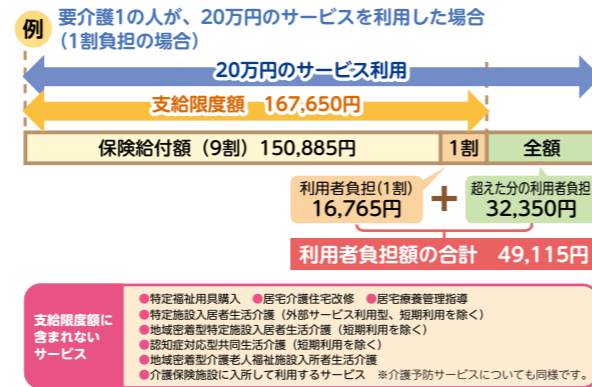 例
要介護1の人が、20万円のサービスを利用した場合
(1割負担の場合)
20万円のサービス利用
支給限度額 167,650円
保険給付額（9割）150,885円
1割
全額
利用者負担(1割)
16,765円
+
超えた分の利用者負担
32,350円
利用者負担額の合計 49,115円
支給限度額に
含まれない
サービス
●特定福祉用具購入 ●居宅介護住宅改修 ●居宅療養管理指導
●特定施設入居者生活介護（外部サービス利用型、短期利用を除く）
●地域密着型特定施設入居者生活介護（短期利用を除く）
●認知症対応型共同生活介護（短期利用を除く）
●地域密着型介護老人福祉施設入所者生活介護
●介護保険施設に入所して利用するサービス ※介護予防サービスについても同様です。